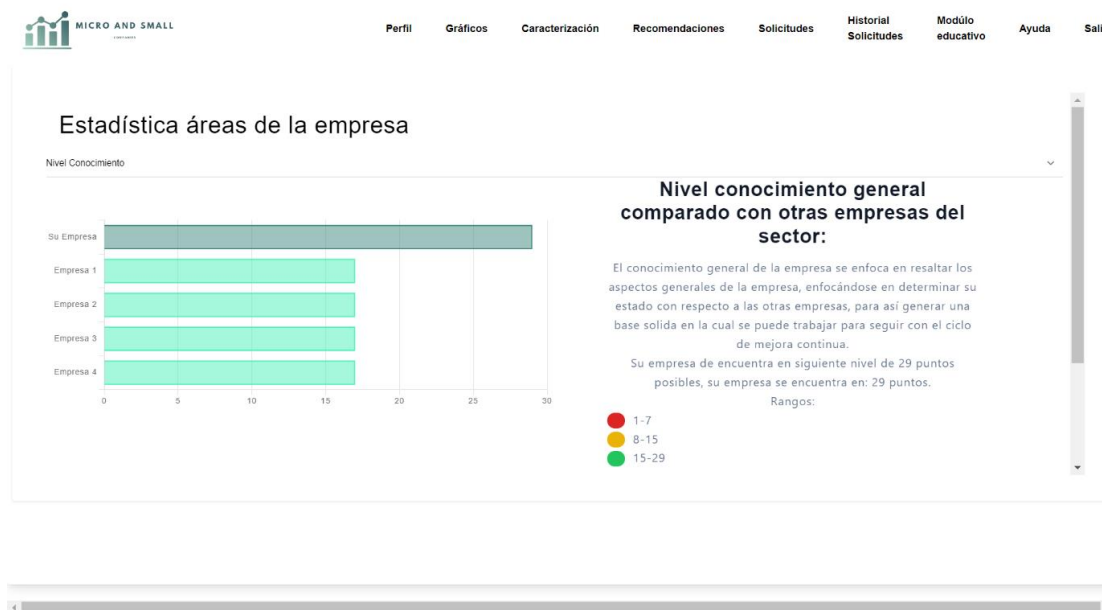 MICRO AND SMALL
Perfil
Gráficos
Caracterización
Recomendaciones
Solicitudes
Historial
Solicitudes
Modúlo
educativo
Ayuda
Sali
Estadística áreas de la empresa
Nivel Conocimiento
Su Empresa
Empresa 1
Empresa 2
Empresa 3
Empresa 4
0 5 10 15 20 25 30
Nivel conocimiento general
comparado con otras empresas del
sector:
El conocimiento general de la empresa se enfoca en resaltar los
aspectos generales de la empresa, enfocándose en determinar su
estado con respecto a las otras empresas, para así generar una
base solida en la cual se puede trabajar para seguir con el ciclo
de mejora continua.
Su empresa de encuentra en siguiente nivel de 29 puntos
posibles, su empresa se encuentra en: 29 puntos.
Rangos:
1-7
8-15
15-29